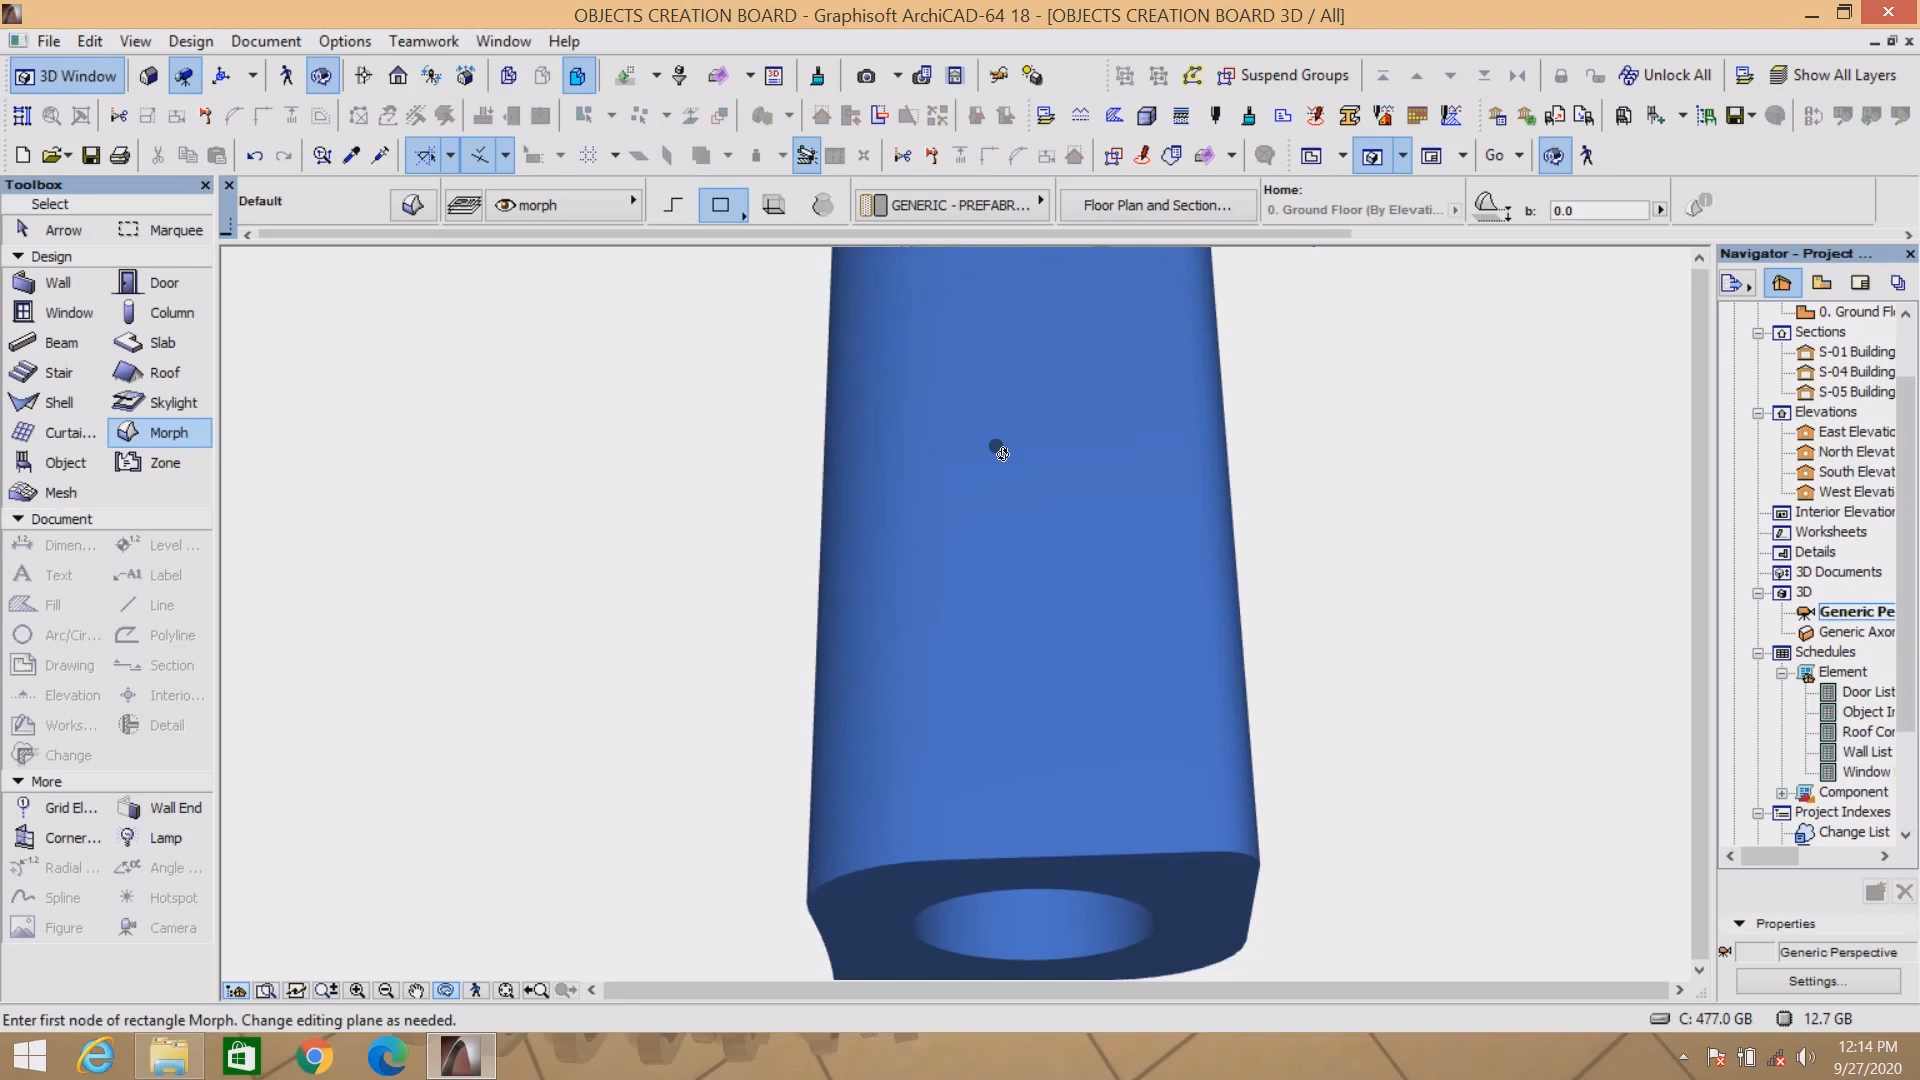 OBJECTS CREATION BOARD - Graphisoft ArchiCAD-64 18 - [OBJECTS CREATION BOARD 3D / All]
File Edit View Design Document Options Teamwork Window Help
3D Window
Suspend Groups
Unlock All
Show All Layers
Go
Toolbox
Select
Arrow Marquee
Design
Wall Door
Window Column
Beam Slab
Stair Roof
Shell Skylight
Curtai... Morph
Object Zone
Mesh
Document
Dimen... Level ...
Text Label
Fill Line
Arc/Cir... Polyline
Drawing Section
Elevation Interio...
Works... Detail
Change
More
Grid El... Wall End
Corner... Lamp
Radial ... Angle ...
Spline Hotspot
Figure Camera
Default
morph
GENERIC - PREFABR...
Floor Plan and Section...
Home:
0. Ground Floor (By Elevati...
b: 0.0
Navigator - Project ...
0. Ground Fl
Sections
S-01 Building
S-04 Building
S-05 Building
Elevations
East Elevatio
North Elevat
South Elevat
West Elevati
Interior Elevation
Worksheets
Details
3D Documents
3D
Generic Pe
Generic Axor
Schedules
Element
Door List
Object In
Roof Cor
Wall List
Window
Component
Project Indexes
Change List
Properties
Generic Perspective
Settings...
Enter first node of rectangle Morph. Change editing plane as needed.
C: 477.0 GB
12.7 GB
12:14 PM
9/27/2020